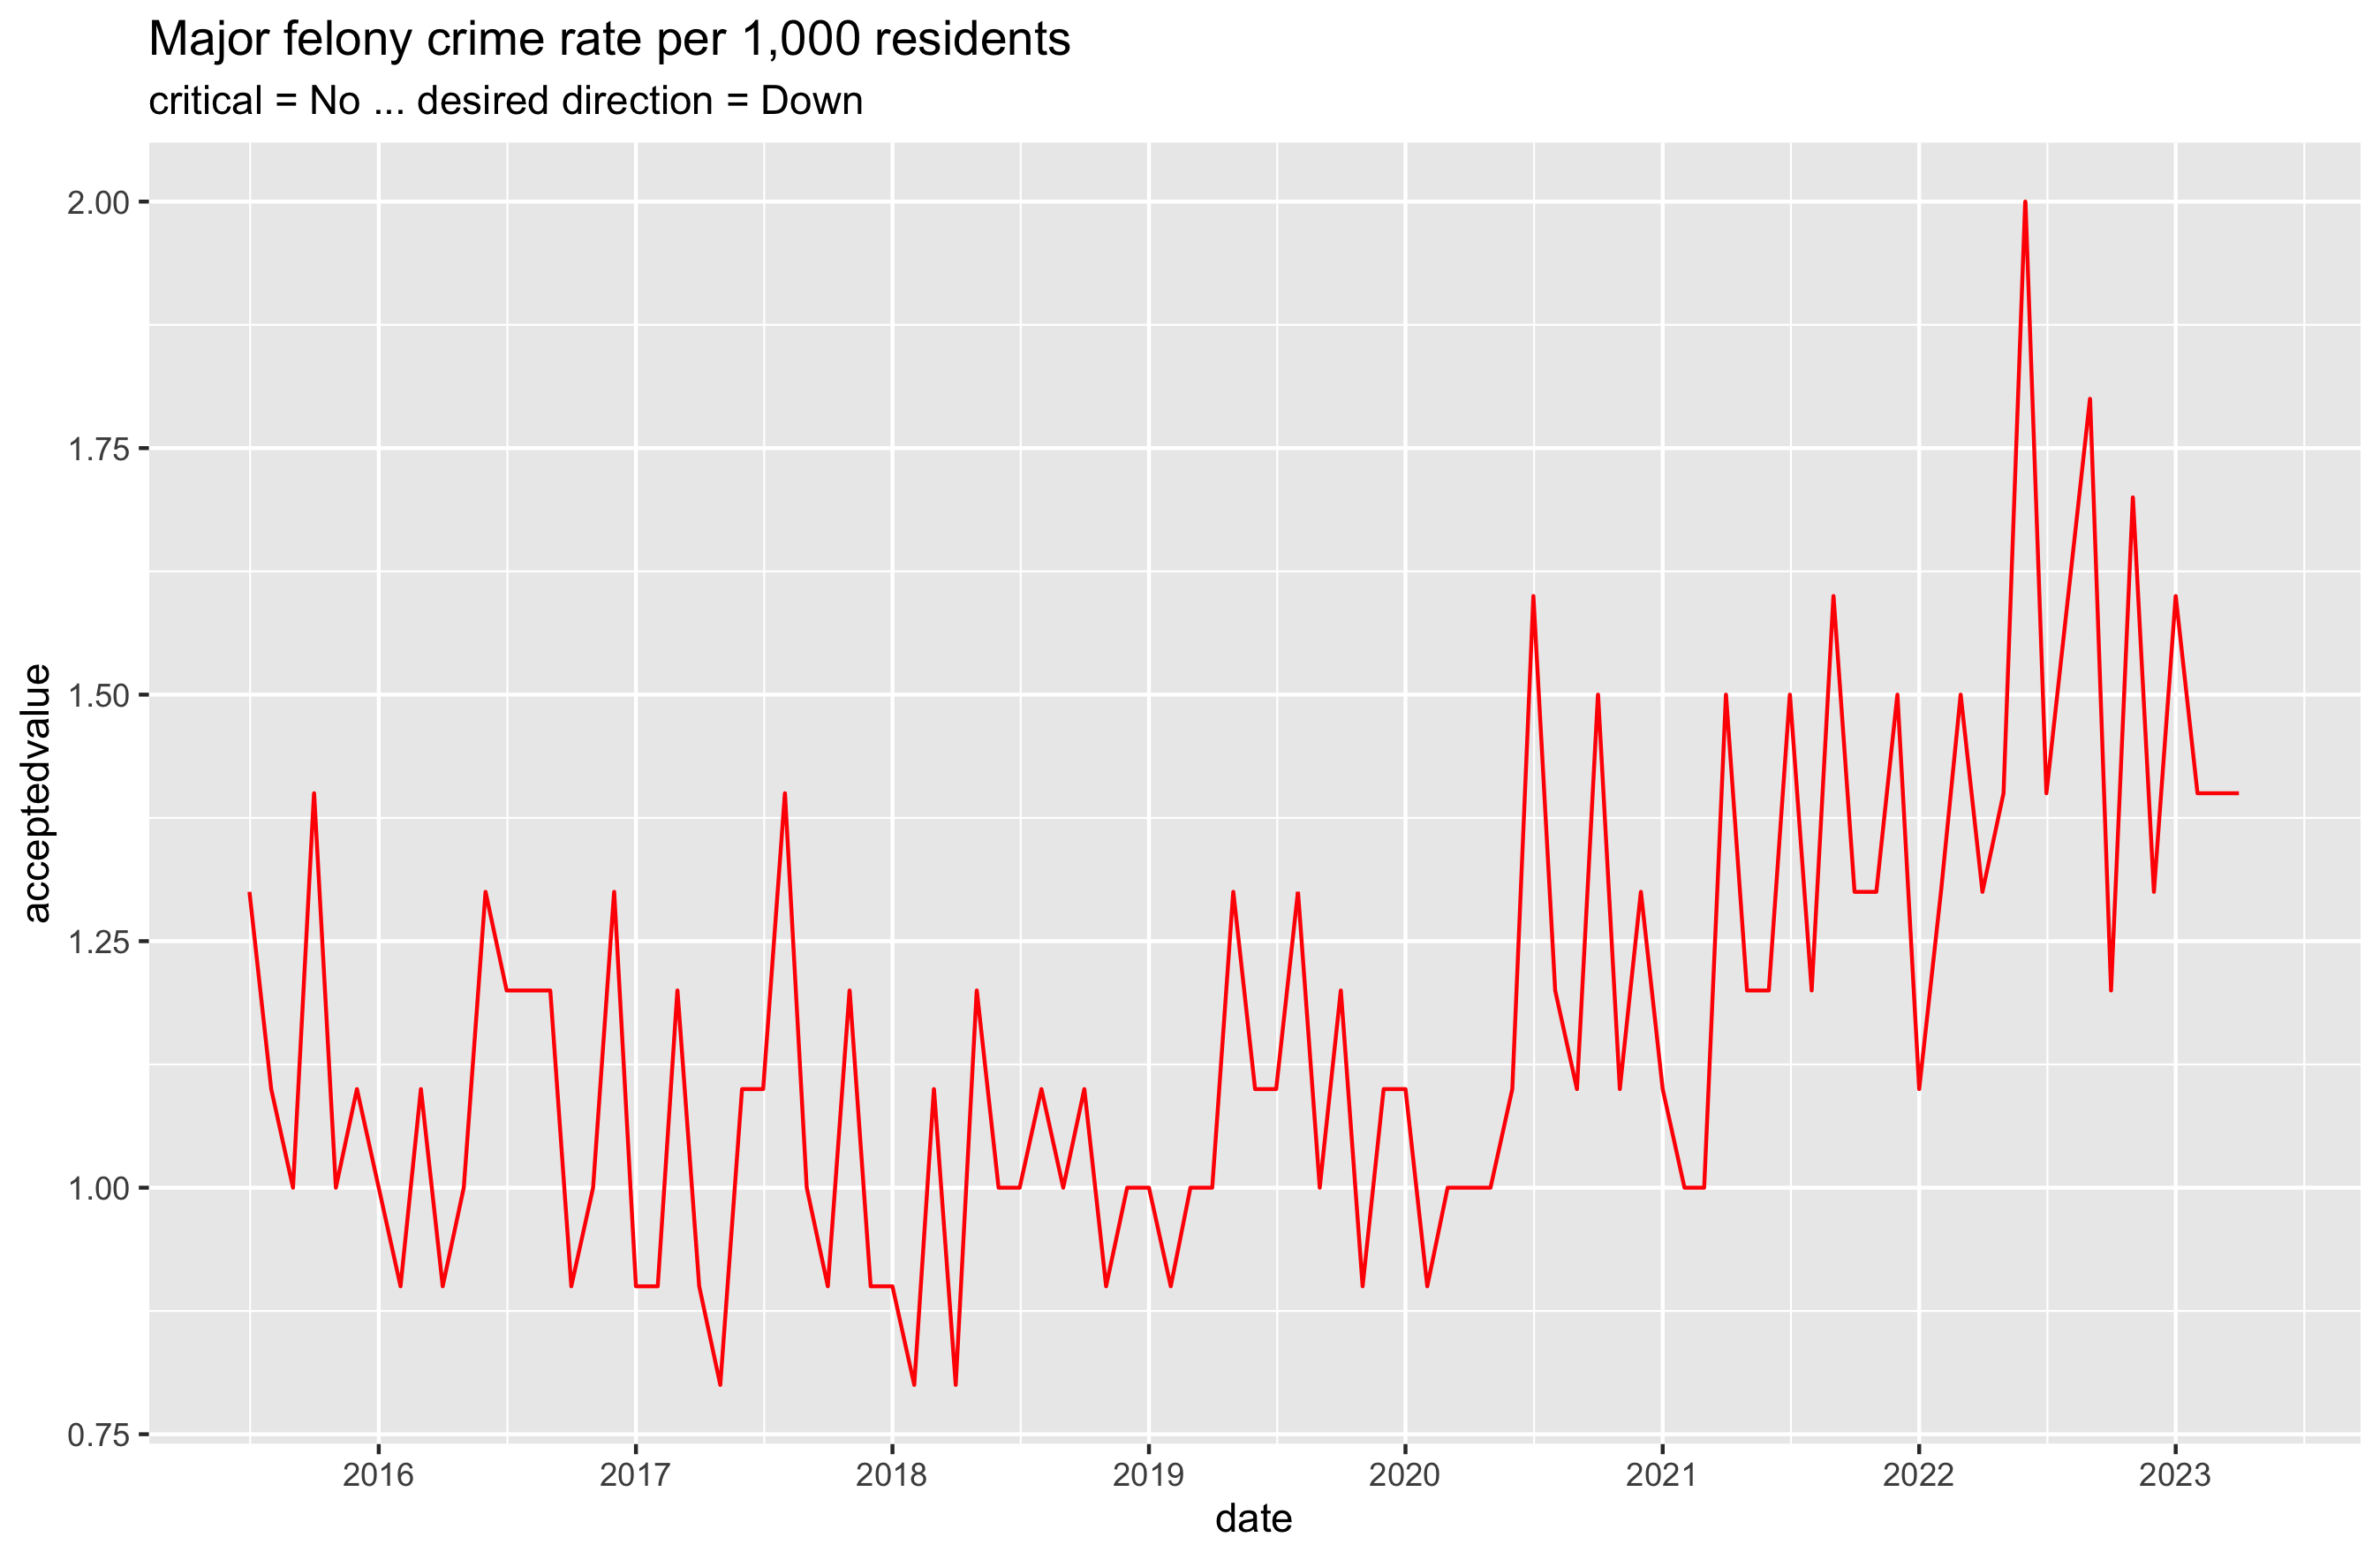 Major felony crime rate per 1,000 residents
critical = No ... desired direction = Down
acceptedvalue
2.00
1.75
1.50
1.25
1.00
0.75
2016 2017 2018 2019 2020 2021 2022 2023
date